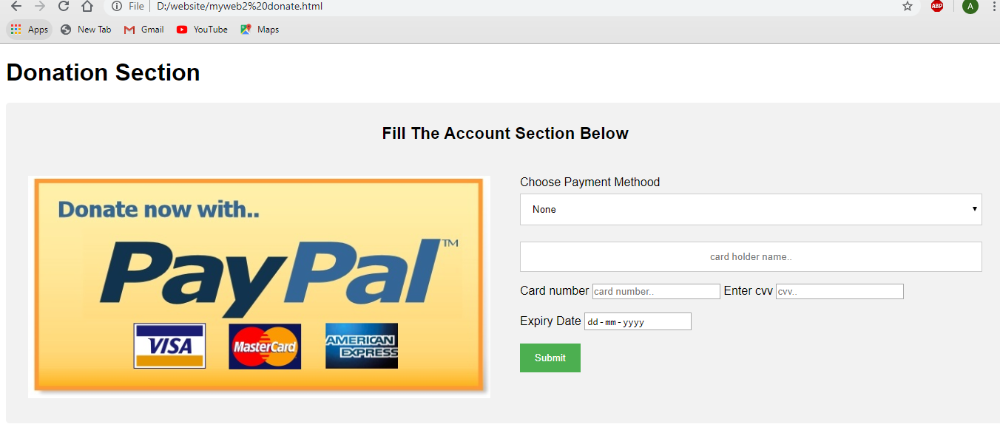 File D:/website/myweb2%20donate.html ABP A
Apps New Tab Gmail YouTube Maps
Donation Section
Fill The Account Section Below
Donate now with..
PayPal™
VISA MasterCard AMERICAN EXPRESS
Choose Payment Methood
None
card holder name..
Card number card number.. Enter cvv cvv..
Expiry Date dd-mm-yyyy
Submit